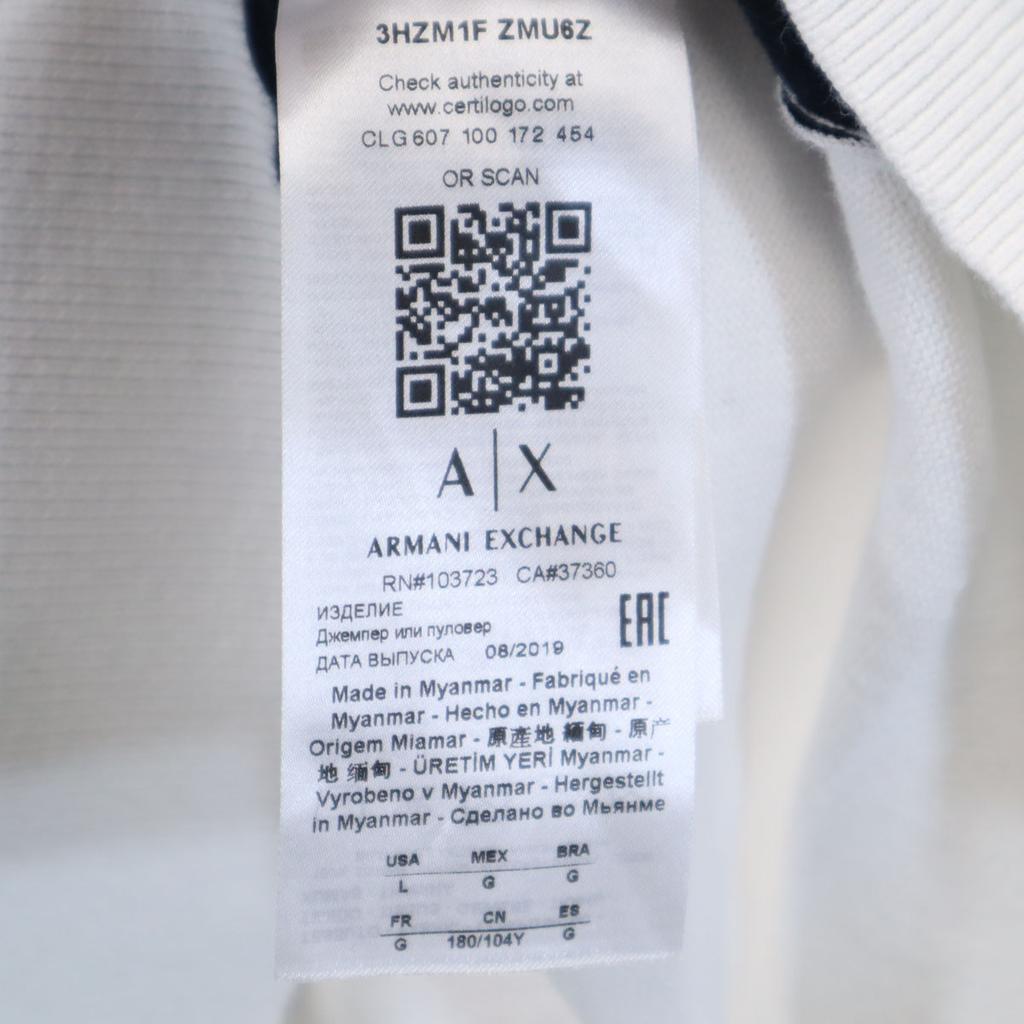 3HZM1F ZMU6Z
Check authenticity at
www.certilogo.com
CLG 607 100 172 454
OR SCAN
A|X
ARMANI EXCHANGE
RN#103723 CA#37360
ИЗДЕЛИЕ
Джемпер или пуловер
EAC
ДАТА ВЫПУСКА 08/2019
Made in Myanmar - Fabriqué en
Myanmar - Hecho en Myanmar -
Origem Miamar - 原產地 緬甸 - 原产
地 缅甸 - ÜRETİM YERİ Myanmar -
Vyrobeno v Myanmar - Hergestellt
in Myanmar - Сделано во Мьянме
USA MEX BRA
L G G
FR CN ES
G 180/104Y G